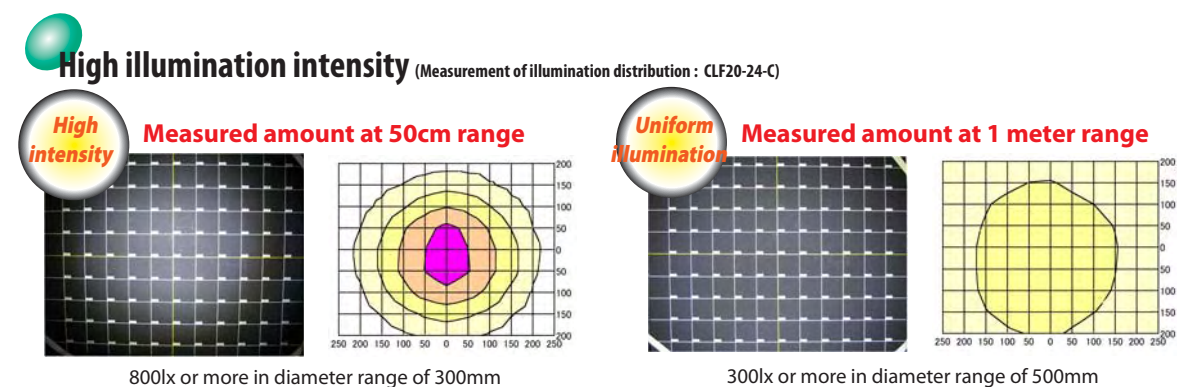 High illumination intensity (Measurement of illumination distribution : CLF20-24-C)
High
intensity
Measured amount at 50cm range
200
150
100
50
0
50
100
150
200
250 200 150 100 50 0 50 100 150 200 250
800lx or more in diameter range of 300mm
Uniform
illumination
Measured amount at 1 meter range
200
150
100
50
0
50
100
150
200
250 200 150 100 50 0 50 100 150 200 250
300lx or more in diameter range of 500mm